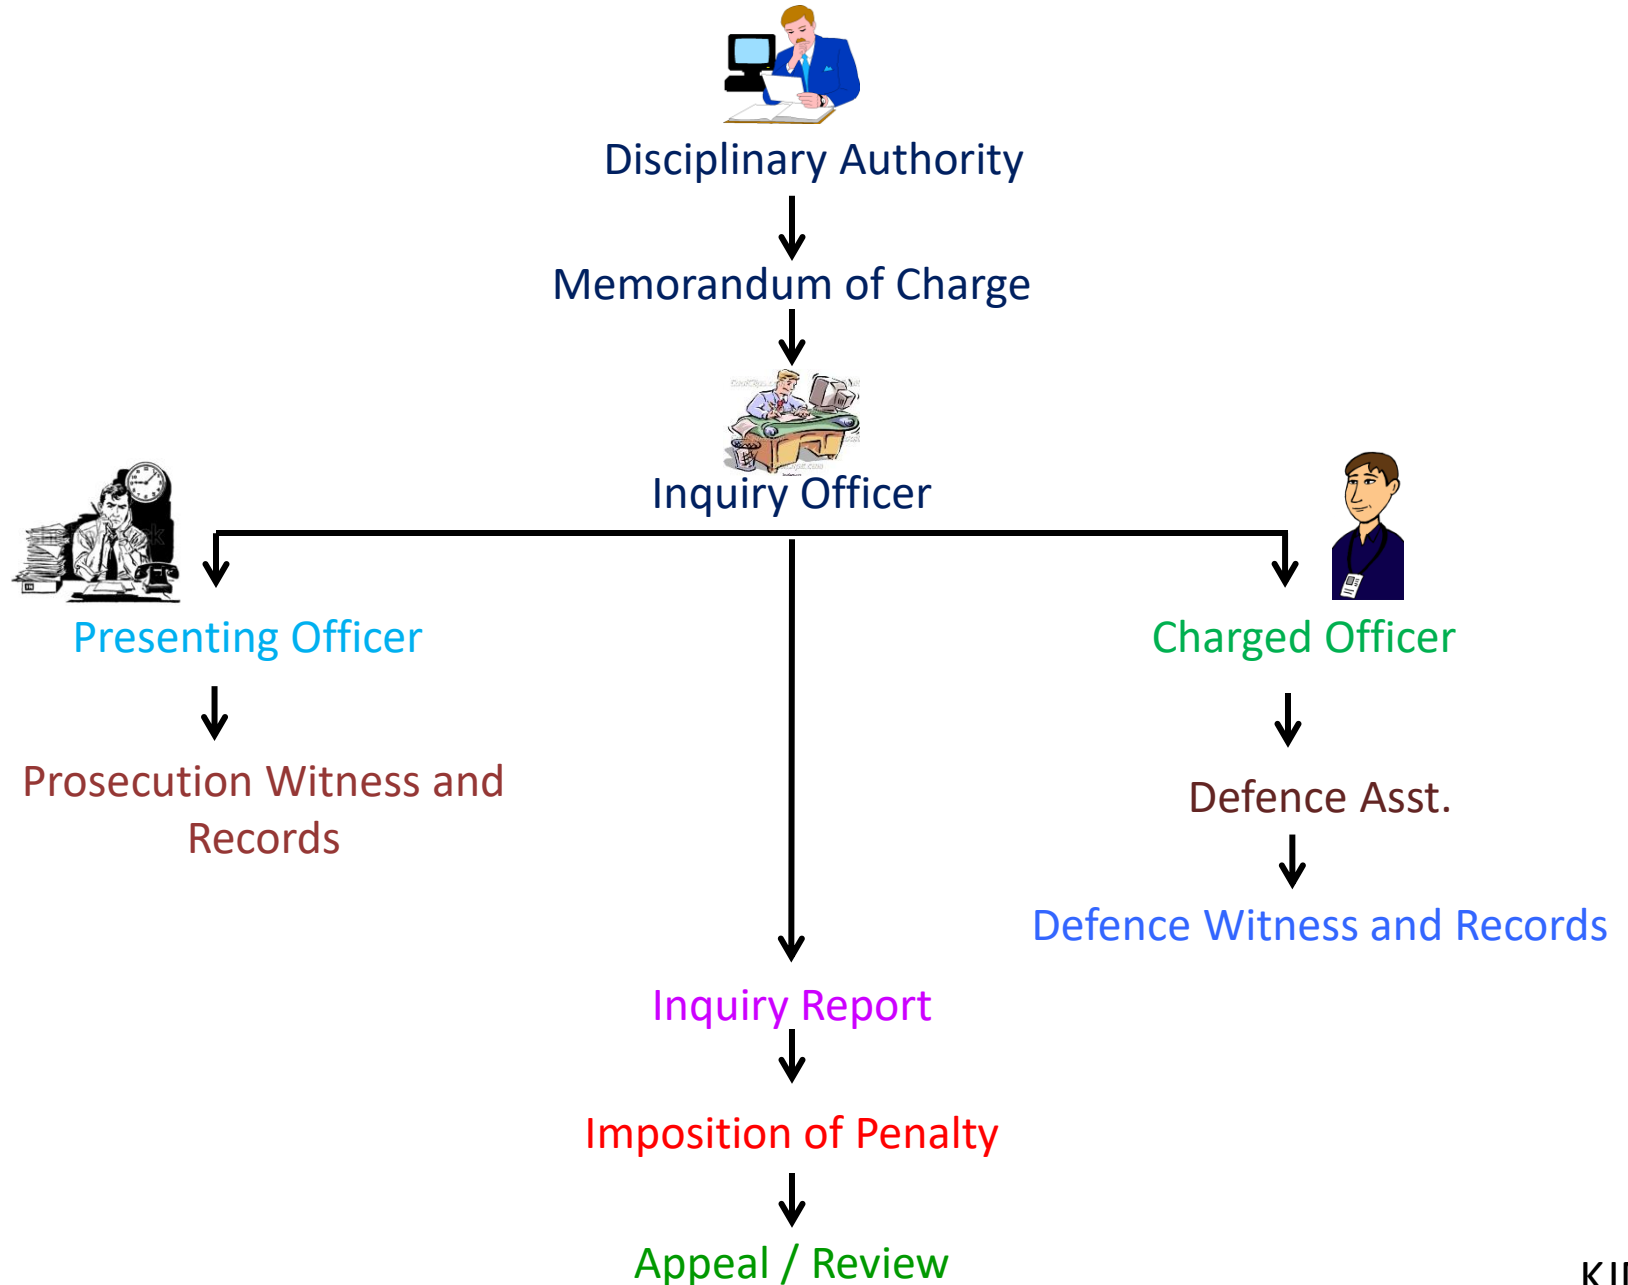 Disciplinary Authority
Memorandum of Charge
Inquiry Officer
Presenting Officer
Charged Officer
Prosecution Witness and
Records
Defence Asst.
Defence Witness and Records
Inquiry Report
Imposition of Penalty
Appeal / Review